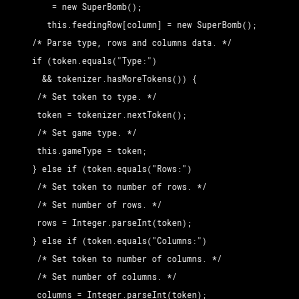 = new SuperBomb();
this.feedingRow[column] = new SuperBomb();
/* Parse type, rows and columns data. */
if (token.equals("Type:")
&& tokenizer.hasMoreTokens()) {
/* Set token to type. */
token = tokenizer.nextToken();
/* Set game type. */
this.gameType = token;
} else if (token.equals("Rows:")
/* Set token to number of rows. */
/* Set number of rows. */
rows = Integer.parseInt(token);
} else if (token.equals("Columns:")
/* Set token to number of columns. */
/* Set number of columns. */
columns = Integer.parseInt(token);